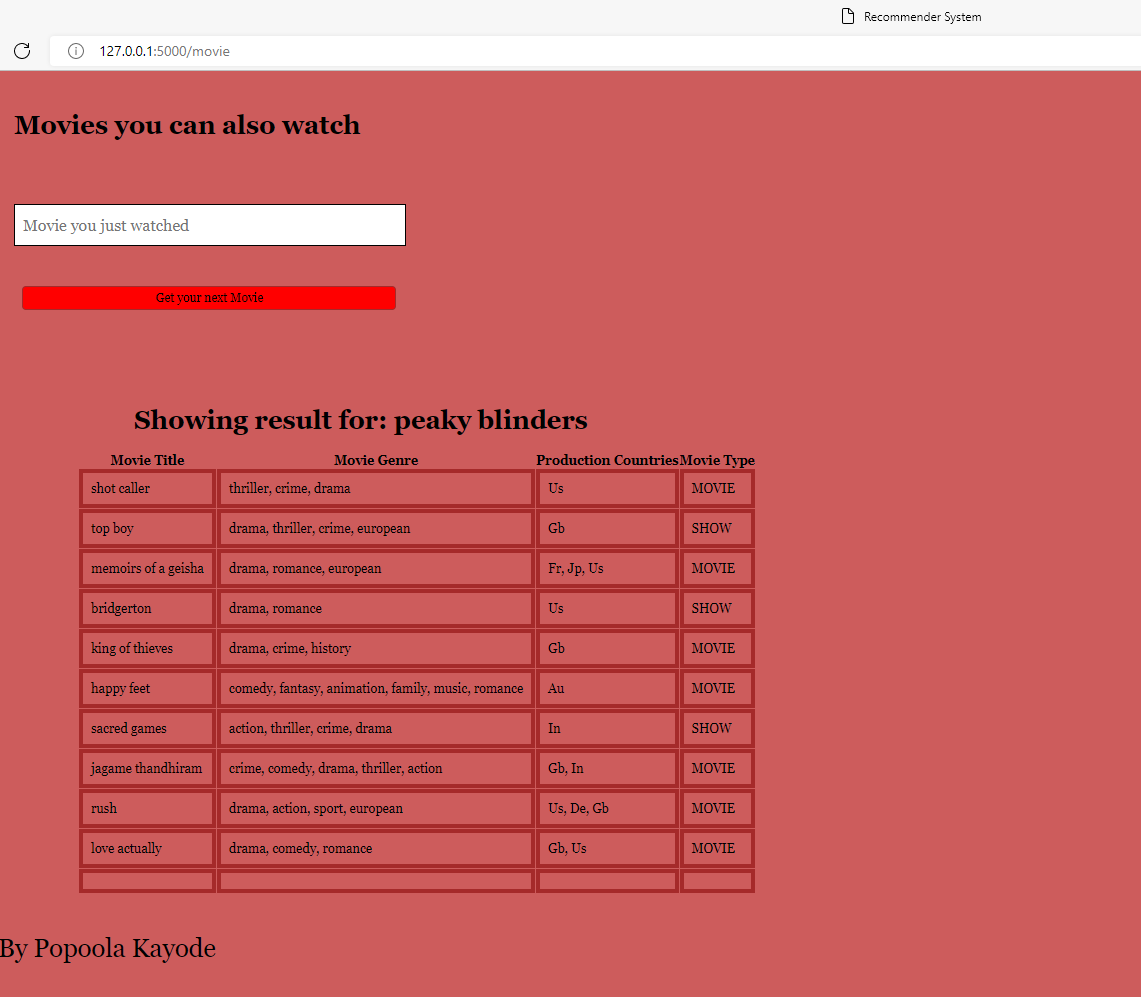 Recommender System
127.0.0.1:5000/movie
Movies you can also watch
Movie you just watched
Get your next Movie
Showing result for: peaky blinders
Movie Title Movie Genre Production Countries Movie Type
shot caller thriller, crime, drama Us MOVIE
top boy drama, thriller, crime, european Gb SHOW
memoirs of a geisha drama, romance, european Fr, Jp, Us MOVIE
bridgerton drama, romance Us SHOW
king of thieves drama, crime, history Gb MOVIE
happy feet comedy, fantasy, animation, family, music, romance Au MOVIE
sacred games action, thriller, crime, drama In SHOW
jagame thandhiram crime, comedy, drama, thriller, action Gb, In MOVIE
rush drama, action, sport, european Us, De, Gb MOVIE
love actually drama, comedy, romance Gb, Us MOVIE
By Popoola Kayode